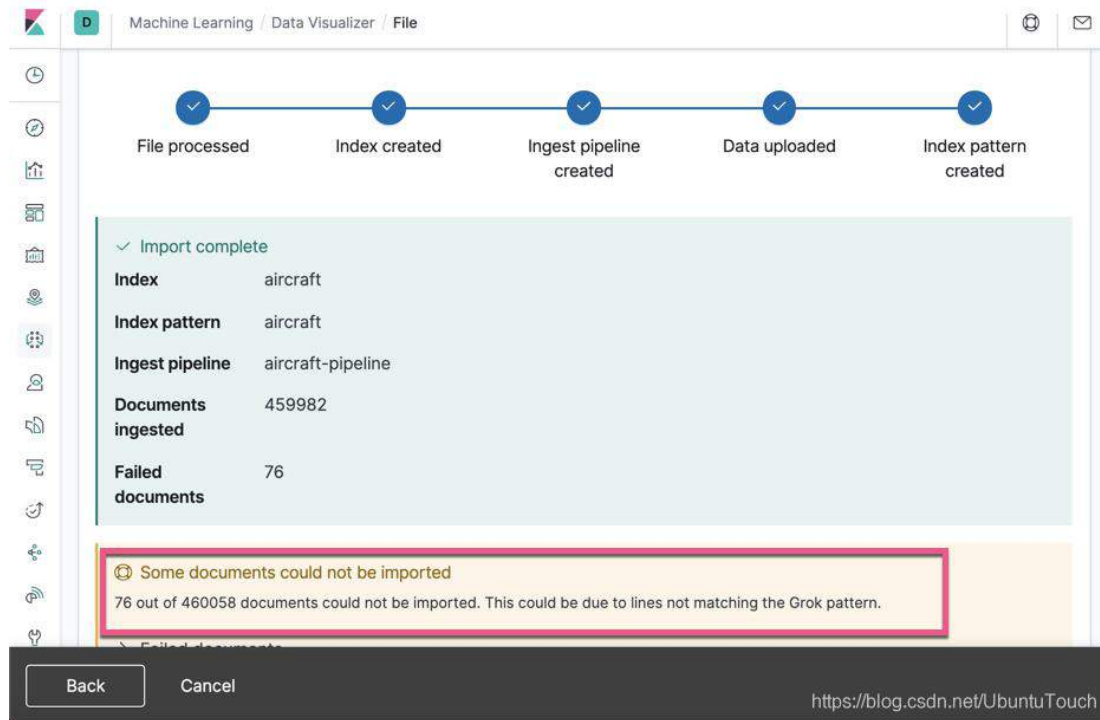 D Machine Learning / Data Visualizer / File
File processed
Index created
Ingest pipeline
created
Data uploaded
Index pattern
created
Import complete
Index aircraft
Index pattern aircraft
Ingest pipeline aircraft-pipeline
Documents 459982
ingested
Failed 76
documents
Some documents could not be imported
76 out of 460058 documents could not be imported. This could be due to lines not matching the Grok pattern.
Failed documents
Back Cancel
https://blog.csdn.net/UbuntuTouch